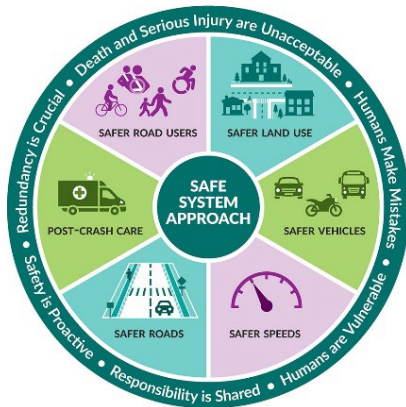 Death and Serious Injury are Unacceptable
Humans Make Mistakes
Humans are Vulnerable
Responsibility is Shared
Safety is Proactive
Redundancy is Crucial
SAFER ROAD USERS
SAFER LAND USE
POST-CRASH CARE
SAFE
SYSTEM
APPROACH
SAFER VEHICLES
SAFER ROADS
SAFER SPEEDS